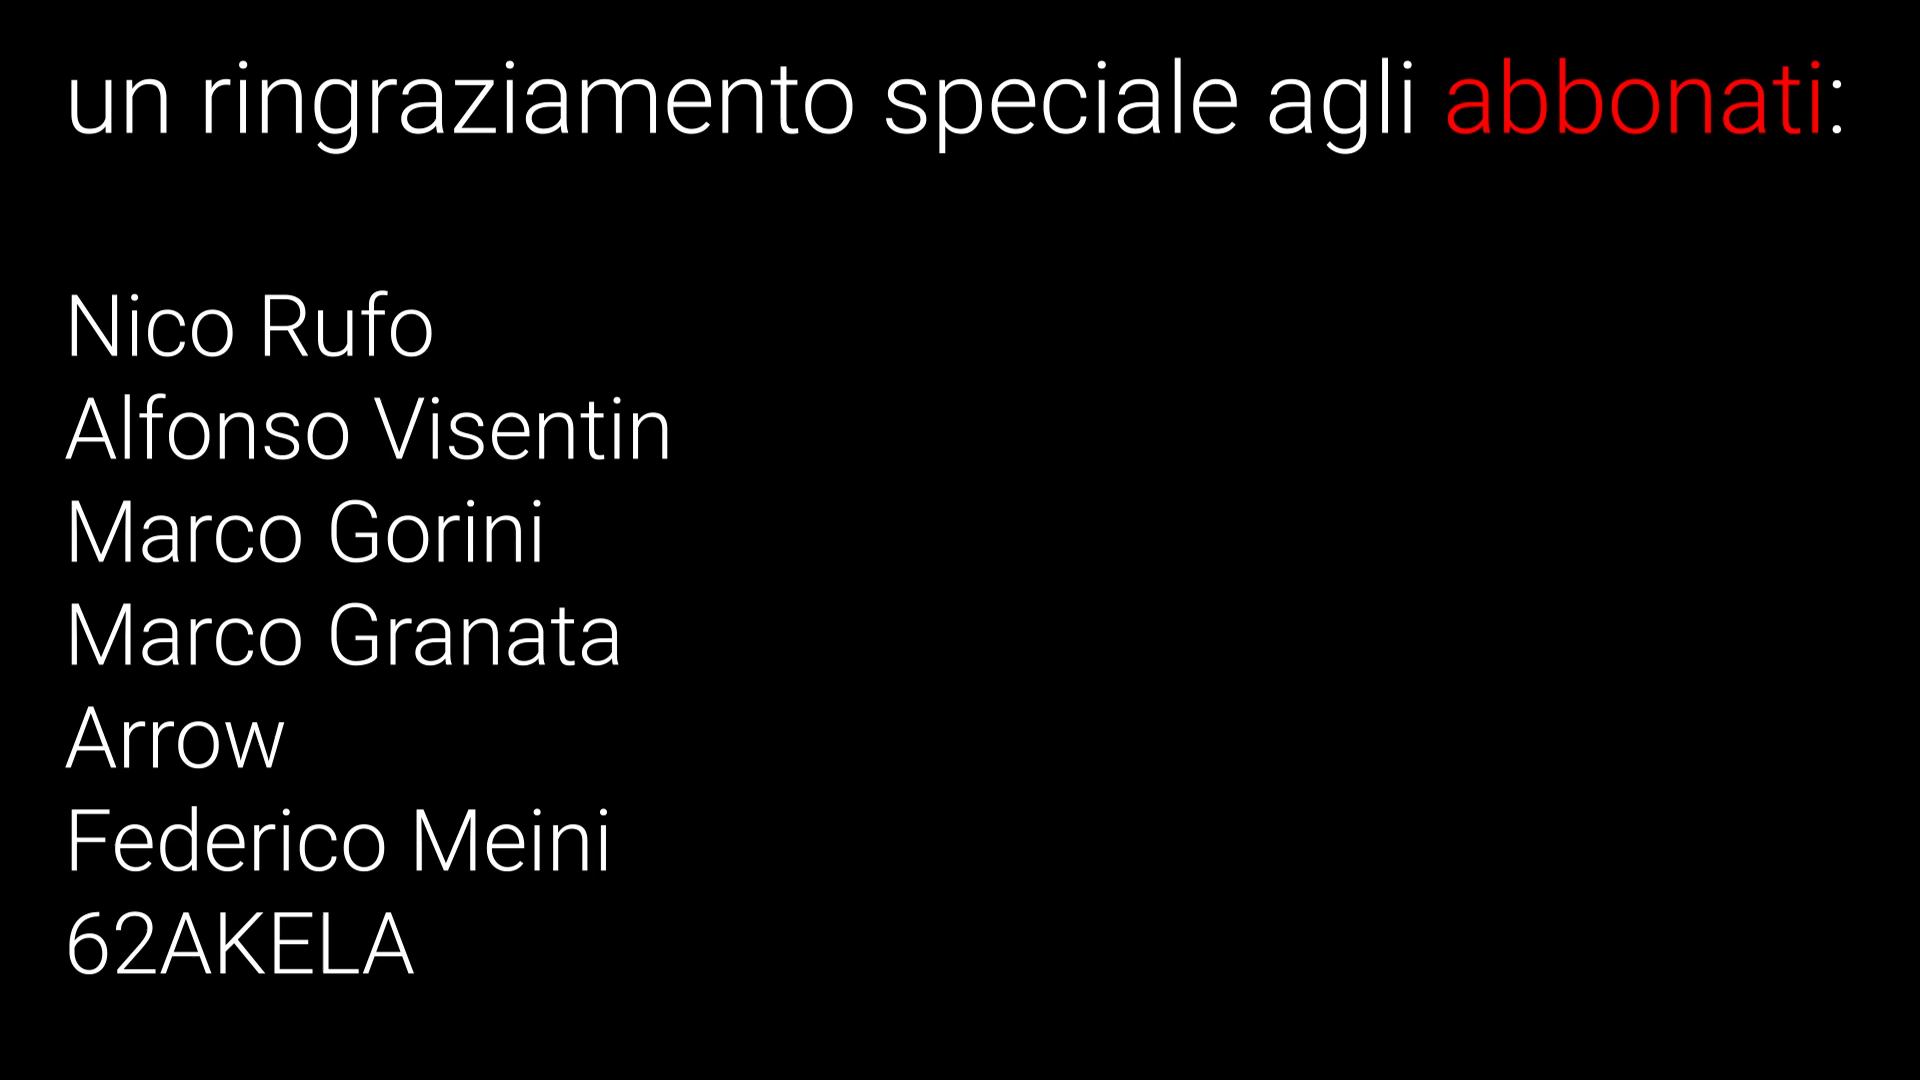 un ringraziamento speciale agli abbonati:
Nico Rufo
Alfonso Visentin
Marco Gorini
Marco Granata
Arrow
Federico Meini
62AKELA